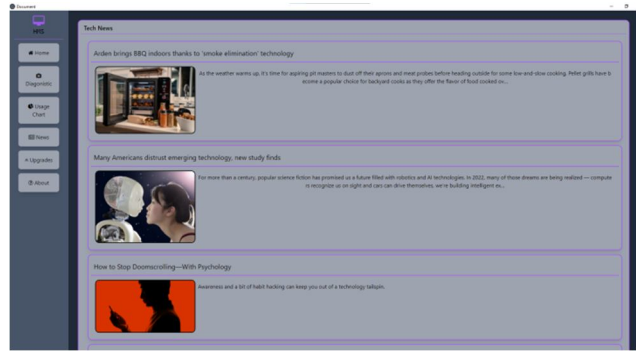 Document
HRS
Home
Diagnostic
Usage
Chart
News
+ Upgrades
About
Tech News
Arden brings BBQ indoors thanks to 'smoke elimination' technology
As the weather warms up, it's time for aspiring pit masters to dust off their aprons and meat probes before heading outside for some low-and-slow cooking. Pellet grills have b
ecome a popular choice for backyard cooks as they offer the flavor of food cooked ov...
Many Americans distrust emerging technology, new study finds
For more than a century, popular science fiction has promised us a future filled with robotics and AI technologies. In 2022, many of those dreams are being realized — compute
rs recognize us on sight and cars can drive themselves, we're building intelligent ex...
How to Stop Doomscrolling—With Psychology
Awareness and a bit of habit hacking can keep you out of a technology tailspin.